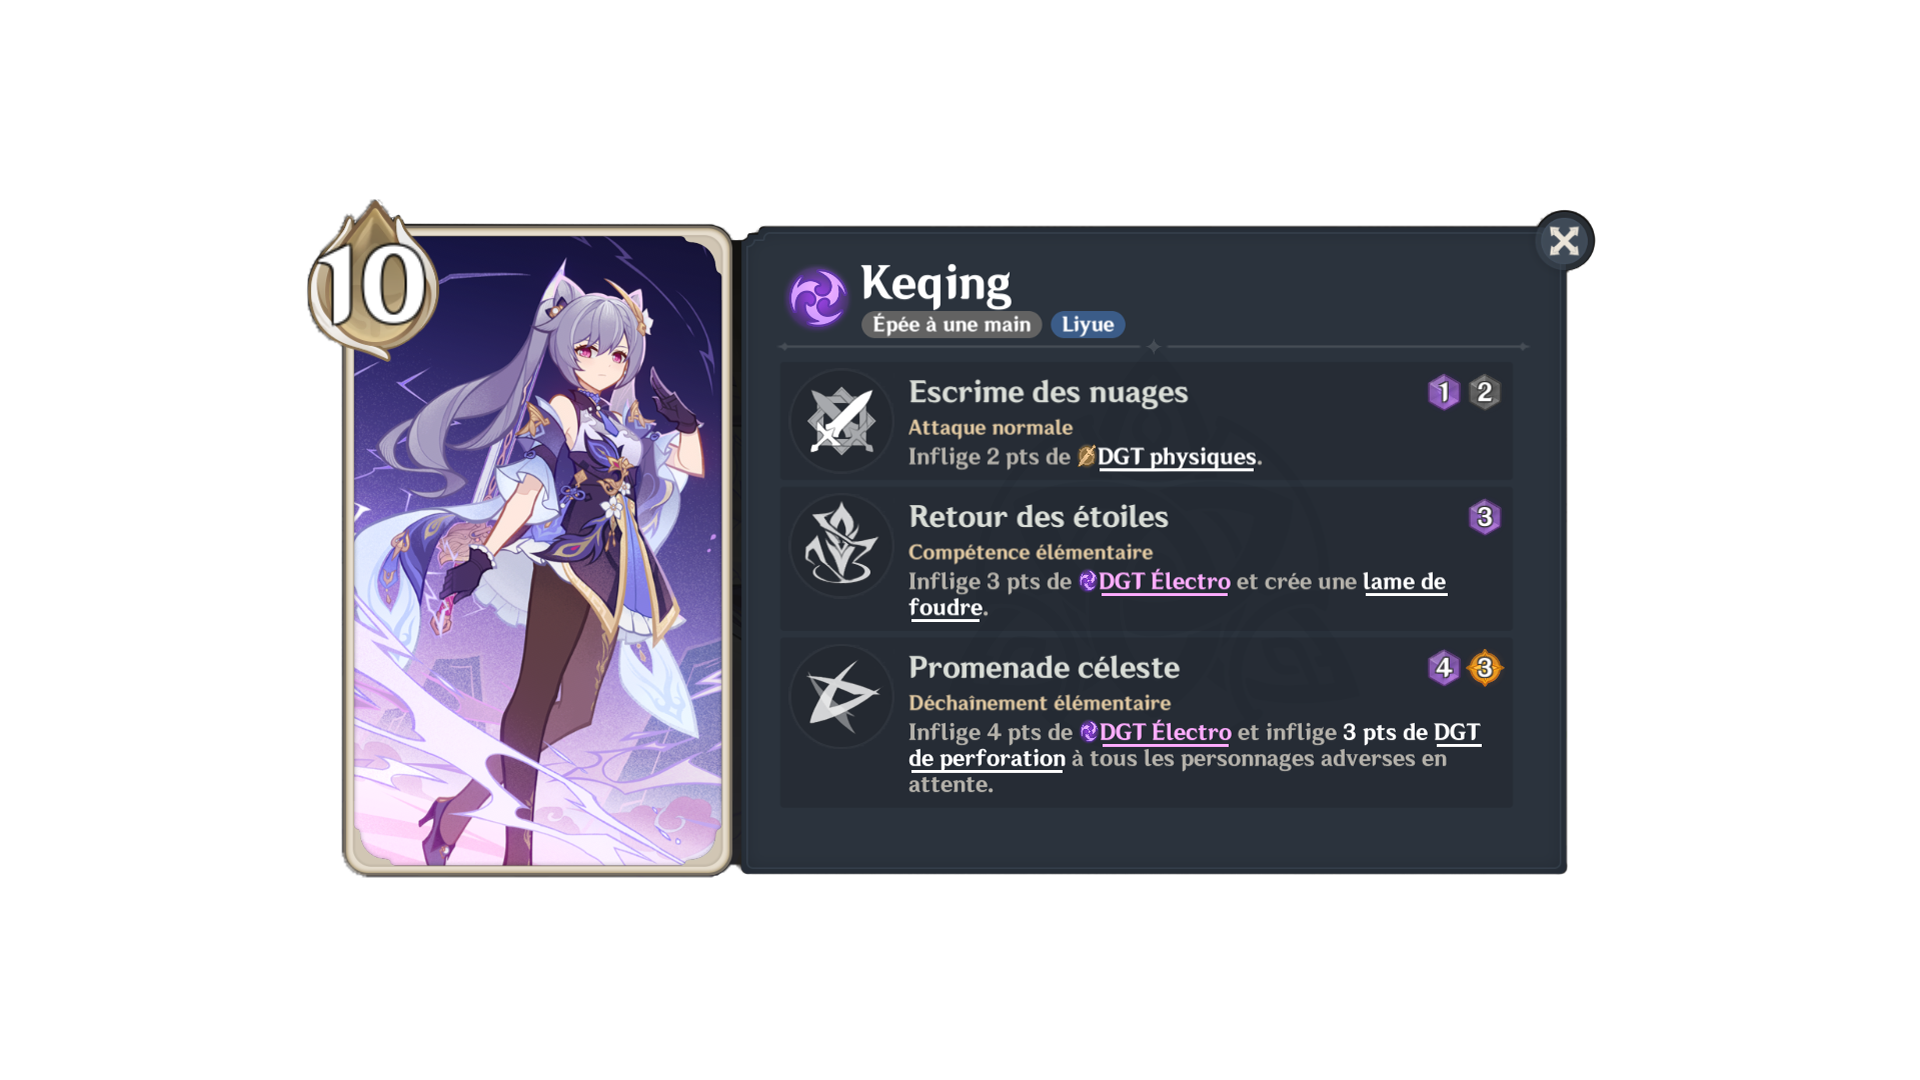 10
Keqing
Épée à une main Liyue
Escrime des nuages 1 2
Attaque normale
Inflige 2 pts de DGT physiques.
Retour des étoiles 3
Compétence élémentaire
Inflige 3 pts de DGT Électro et crée une lame de
foudre.
Promenade céleste 4 3
Déchaînement élémentaire
Inflige 4 pts de DGT Électro et inflige 3 pts de DGT
de perforation à tous les personnages adverses en
attente.